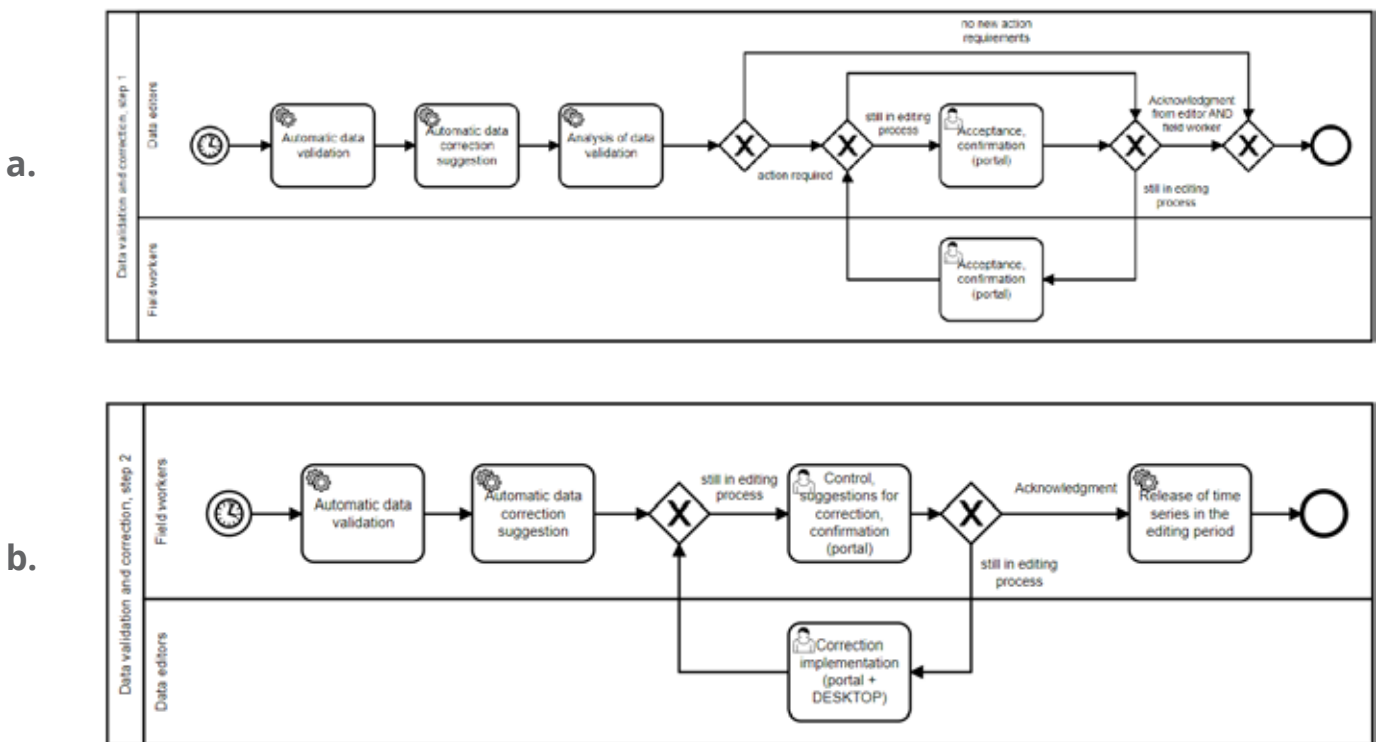 a.
Data validation and correction, step 1
Data editors
Field workers
no new action
requirements
Automatic data
validation
Automatic data
correction
suggestion
Analysis of data
validation
action required
still in editing
process
Acceptance,
confirmation
(portal)
Acknowledgment
from editor AND
field worker
still in editing
process
Acceptance,
confirmation
(portal)
b.
Data validation and correction, step 2
Field workers
Data editors
Automatic data
validation
Automatic data
correction
suggestion
still in editing
process
Control,
suggestions for
correction,
confirmation
(portal)
Acknowledgment
Release of time
series in the
editing period
still in editing
process
Correction
implementation
(portal +
DESKTOP)